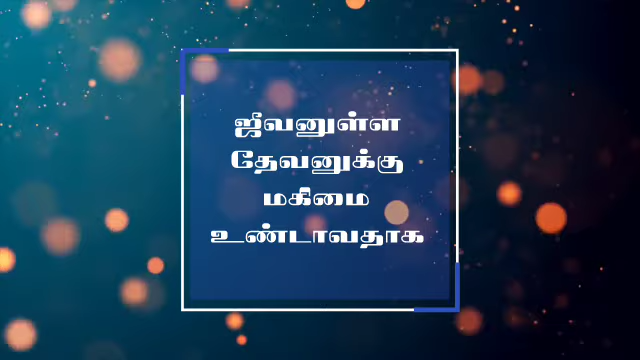 ஜீவனுள்ள
தேவனுக்கு
மகிமை
உண்டாவதாக